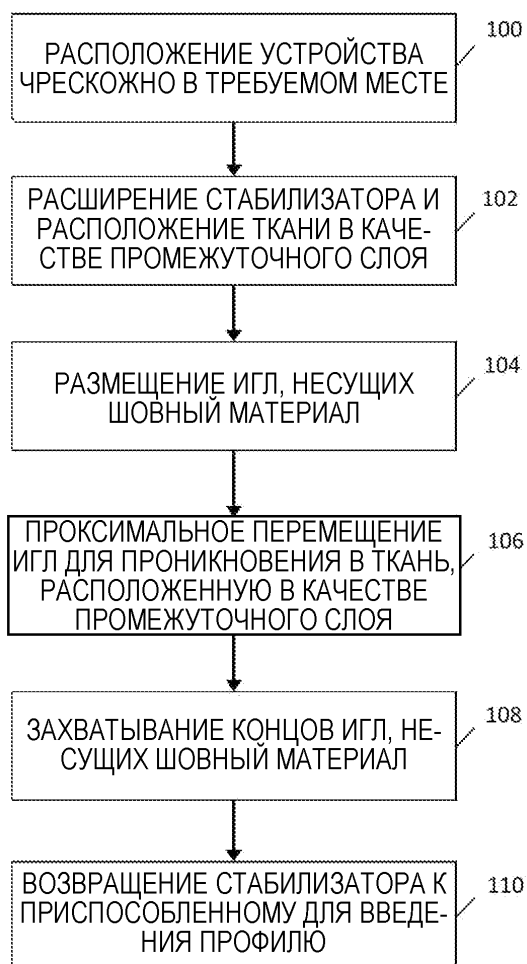 РАСПОЛОЖЕНИЕ УСТРОЙСТВА
ЧРЕСКОЖНО В ТРЕБУЕМОМ МЕСТЕ
100
РАСШИРЕНИЕ СТАБИЛИЗАТОРА И
РАСПОЛОЖЕНИЕ ТКАНИ В КАЧЕ-
СТВЕ ПРОМЕЖУТОЧНОГО СЛОЯ
102
РАЗМЕЩЕНИЕ ИГЛ, НЕСУЩИХ
ШОВНЫЙ МАТЕРИАЛ
104
ПРОКСИМАЛЬНОЕ ПЕРЕМЕЩЕНИЕ
ИГЛ ДЛЯ ПРОНИКНОВЕНИЯ В ТКАНЬ,
РАСПОЛОЖЕННУЮ В КАЧЕСТВЕ
ПРОМЕЖУТОЧНОГО СЛОЯ
106
ЗАХВАТЫВАНИЕ КОНЦОВ ИГЛ, НЕ-
СУЩИХ ШОВНЫЙ МАТЕРИАЛ
108
ВОЗВРАЩЕНИЕ СТАБИЛИЗАТОРА К
ПРИСПОСОБЛЕННОМУ ДЛЯ ВВЕДЕ-
НИЯ ПРОФИЛЮ
110